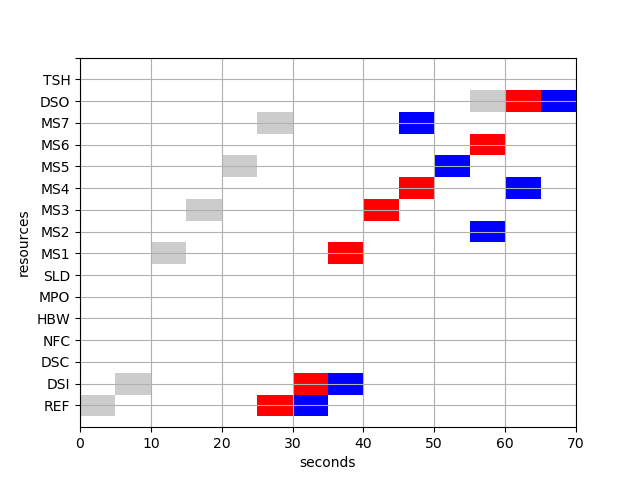 TSH
DSO
MS7
MS6
MS5
MS4
MS3
MS2
MS1
SLD
MPO
HBW
NFC
DSC
DSI
REF
resources
0 10 20 30 40 50 60 70
seconds